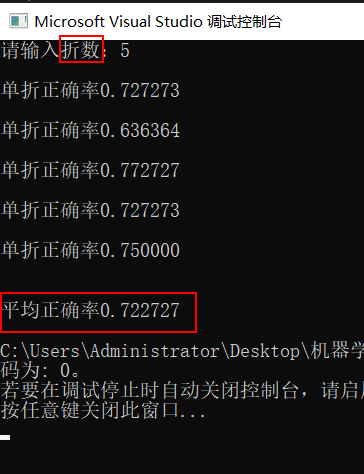 Microsoft Visual Studio 调试控制台
请输入折数: 5
单折正确率0.727273
单折正确率0.636364
单折正确率0.772727
单折正确率0.727273
单折正确率0.750000
平均正确率0.722727
C:\Users\Administrator\Desktop\机器学
码为: 0。
若要在调试停止时自动关闭控制台，请启
按任意键关闭此窗口...